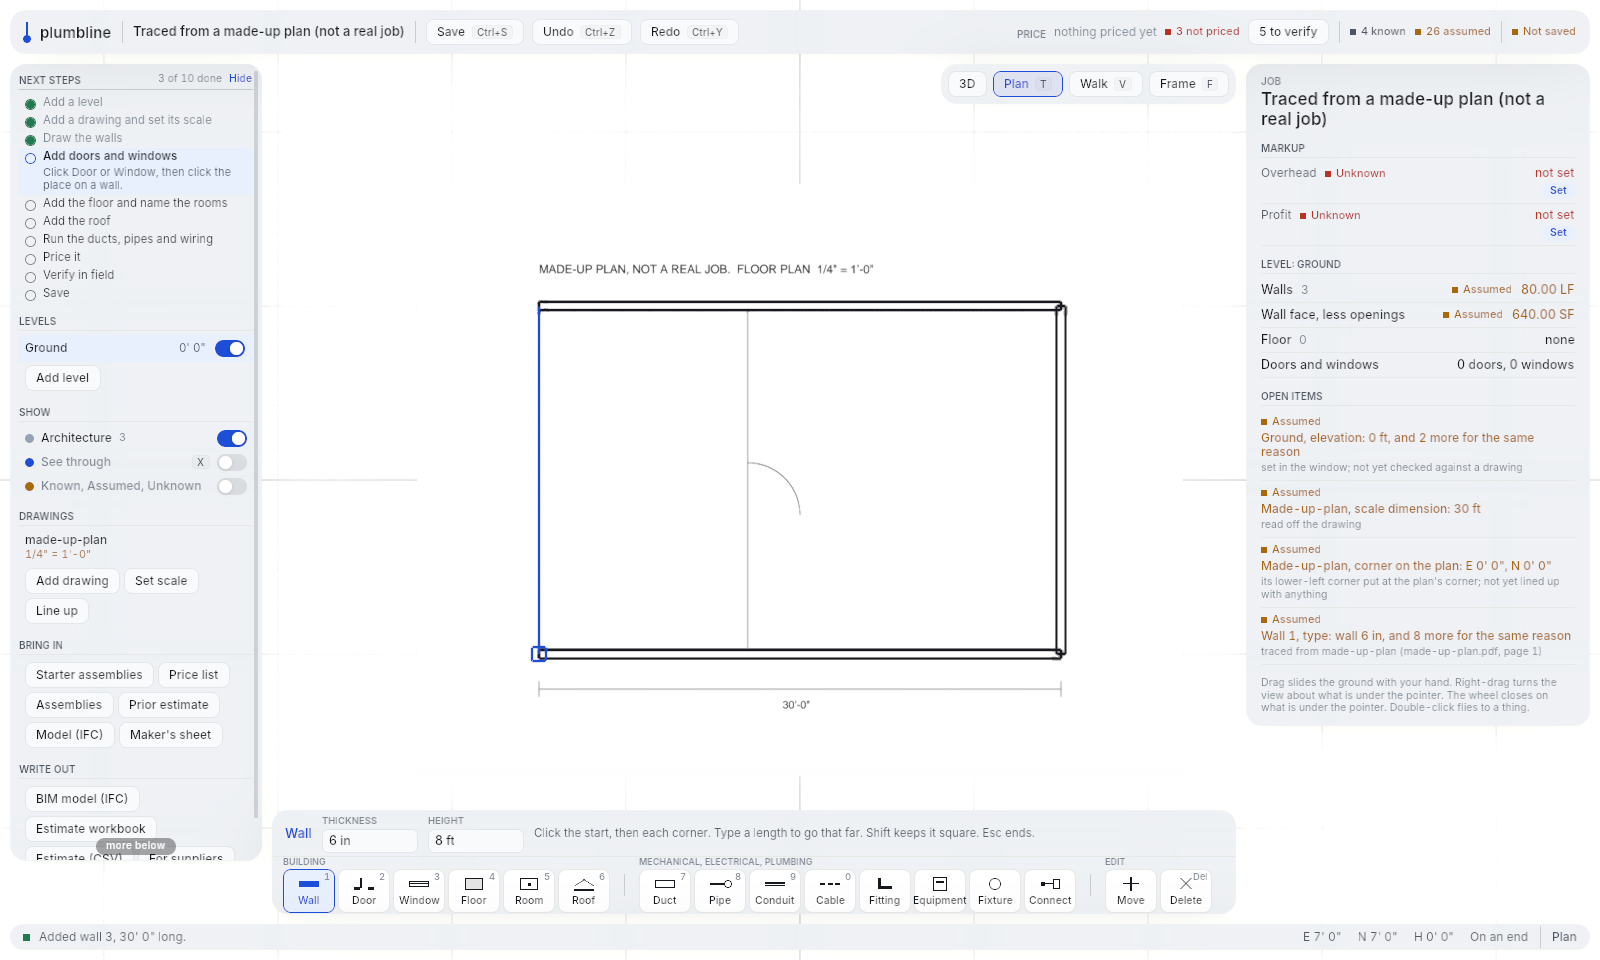 plumbline
Traced from a made-up plan (not a real job)
Save Ctrl+S
Undo Ctrl+Z
Redo Ctrl+Y
PRICE nothing priced yet 3 not priced
5 to verify
4 known 26 assumed
Not saved
NEXT STEPS 3 of 10 done Hide
Add a level
Add a drawing and set its scale
Draw the walls
Add doors and windows
Click Door or Window, then click the
place on a wall.
Add the floor and name the rooms
Add the roof
Run the ducts, pipes and wiring
Price it
Verify in field
Save
LEVELS
Ground 0' 0"
Add level
SHOW
Architecture 3
See through X
Known, Assumed, Unknown
DRAWINGS
made-up-plan
1/4" = 1'-0"
Add drawing
Set scale
Line up
BRING IN
Starter assemblies
Price list
Assemblies
Prior estimate
Model (IFC)
Maker's sheet
WRITE OUT
BIM model (IFC)
Estimate workbook
more below
Estimate (CSV)
For suppliers
3D
Plan T
Walk V
Frame F
MADE-UP PLAN, NOT A REAL JOB. FLOOR PLAN 1/4" = 1'-0"
30'-0"
JOB
Traced from a made-up plan (not a
real job)
MARKUP
Overhead Unknown not set
Set
Profit Unknown not set
Set
LEVEL: GROUND
Walls 3 Assumed 80.00 LF
Wall face, less openings Assumed 640.00 SF
Floor 0 none
Doors and windows 0 doors, 0 windows
OPEN ITEMS
Assumed
Ground, elevation: 0 ft, and 2 more for the same
reason
set in the window; not yet checked against a drawing
Assumed
Made-up-plan, scale dimension: 30 ft
read off the drawing
Assumed
Made-up-plan, corner on the plan: E 0' 0", N 0' 0"
its lower-left corner put at the plan's corner; not yet lined up
with anything
Assumed
Wall 1, type: wall 6 in, and 8 more for the same reason
traced from made-up-plan (made-up-plan.pdf, page 1)
Drag slides the ground with your hand. Right-drag turns the
view about what is under the pointer. The wheel closes on
what is under the pointer. Double-click flies to a thing.
Wall
THICKNESS
6 in
HEIGHT
8 ft
Click the start, then each corner. Type a length to go that far. Shift keeps it square. Esc ends.
BUILDING
Wall 1
Door 2
Window 3
Floor 4
Room 5
Roof 6
MECHANICAL, ELECTRICAL, PLUMBING
Duct 7
Pipe 8
Conduit 9
Cable 0
Fitting
Equipment
Fixture
Connect
EDIT
Move
Delete Del
Added wall 3, 30' 0" long.
E 7' 0" N 7' 0" H 0' 0" On an end Plan